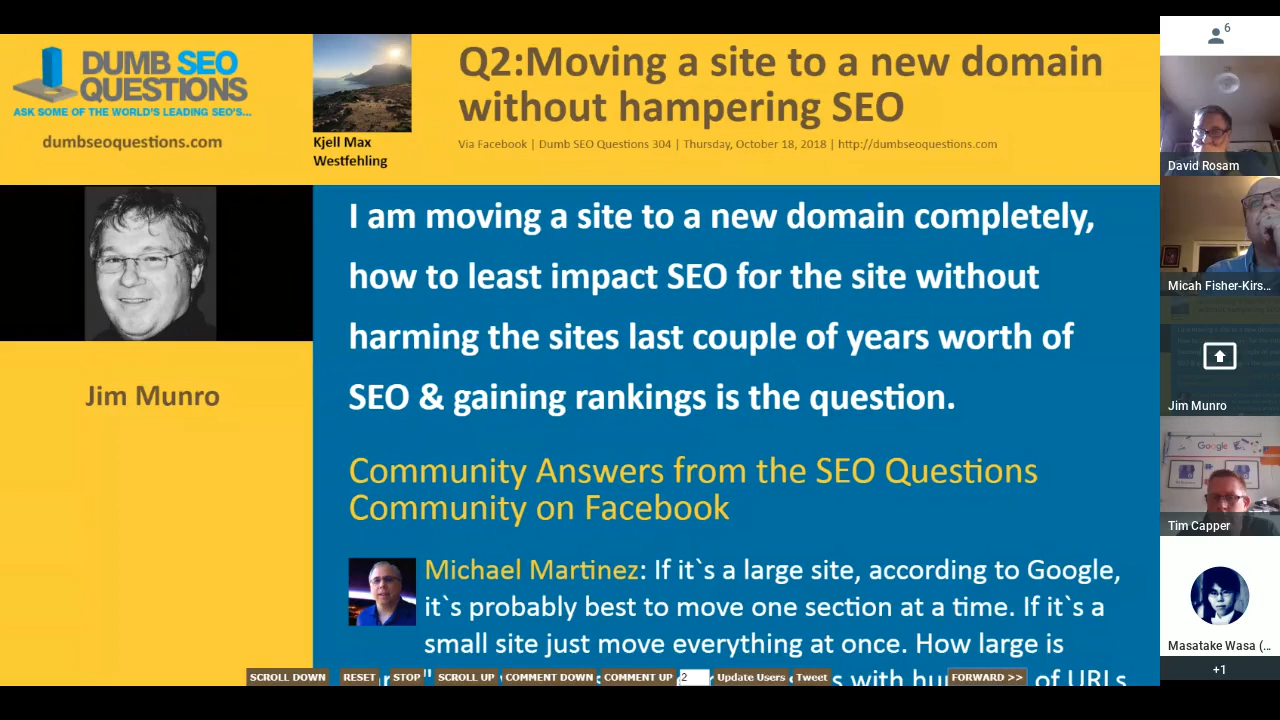 DUMB SEO
QUESTIONS
ASK SOME OF THE WORLD'S LEADING SEO'S...
dumbseoquestions.com
Kjell Max
Westfehling
Q2:Moving a site to a new domain
without hampering SEO
Via Facebook | Dumb SEO Questions 304 | Thursday, October 18, 2018 | http://dumbseoquestions.com
Jim Munro
I am moving a site to a new domain completely,
how to least impact SEO for the site without
harming the sites last couple of years worth of
SEO & gaining rankings is the question.
Community Answers from the SEO Questions
Community on Facebook
Michael Martinez: If it`s a large site, according to Google,
it`s probably best to move one section at a time. If it`s a
small site just move everything at once. How large is
s with of URLs
SCROLL DOWN RESET STOP SCROLL UP COMMENT DOWN COMMENT UP 2 Update Users Tweet FORWARD >>
6
David Rosam
Micah Fisher-Kirs...
Jim Munro
Google
Tim Capper
Masatake Wasa (...
+1